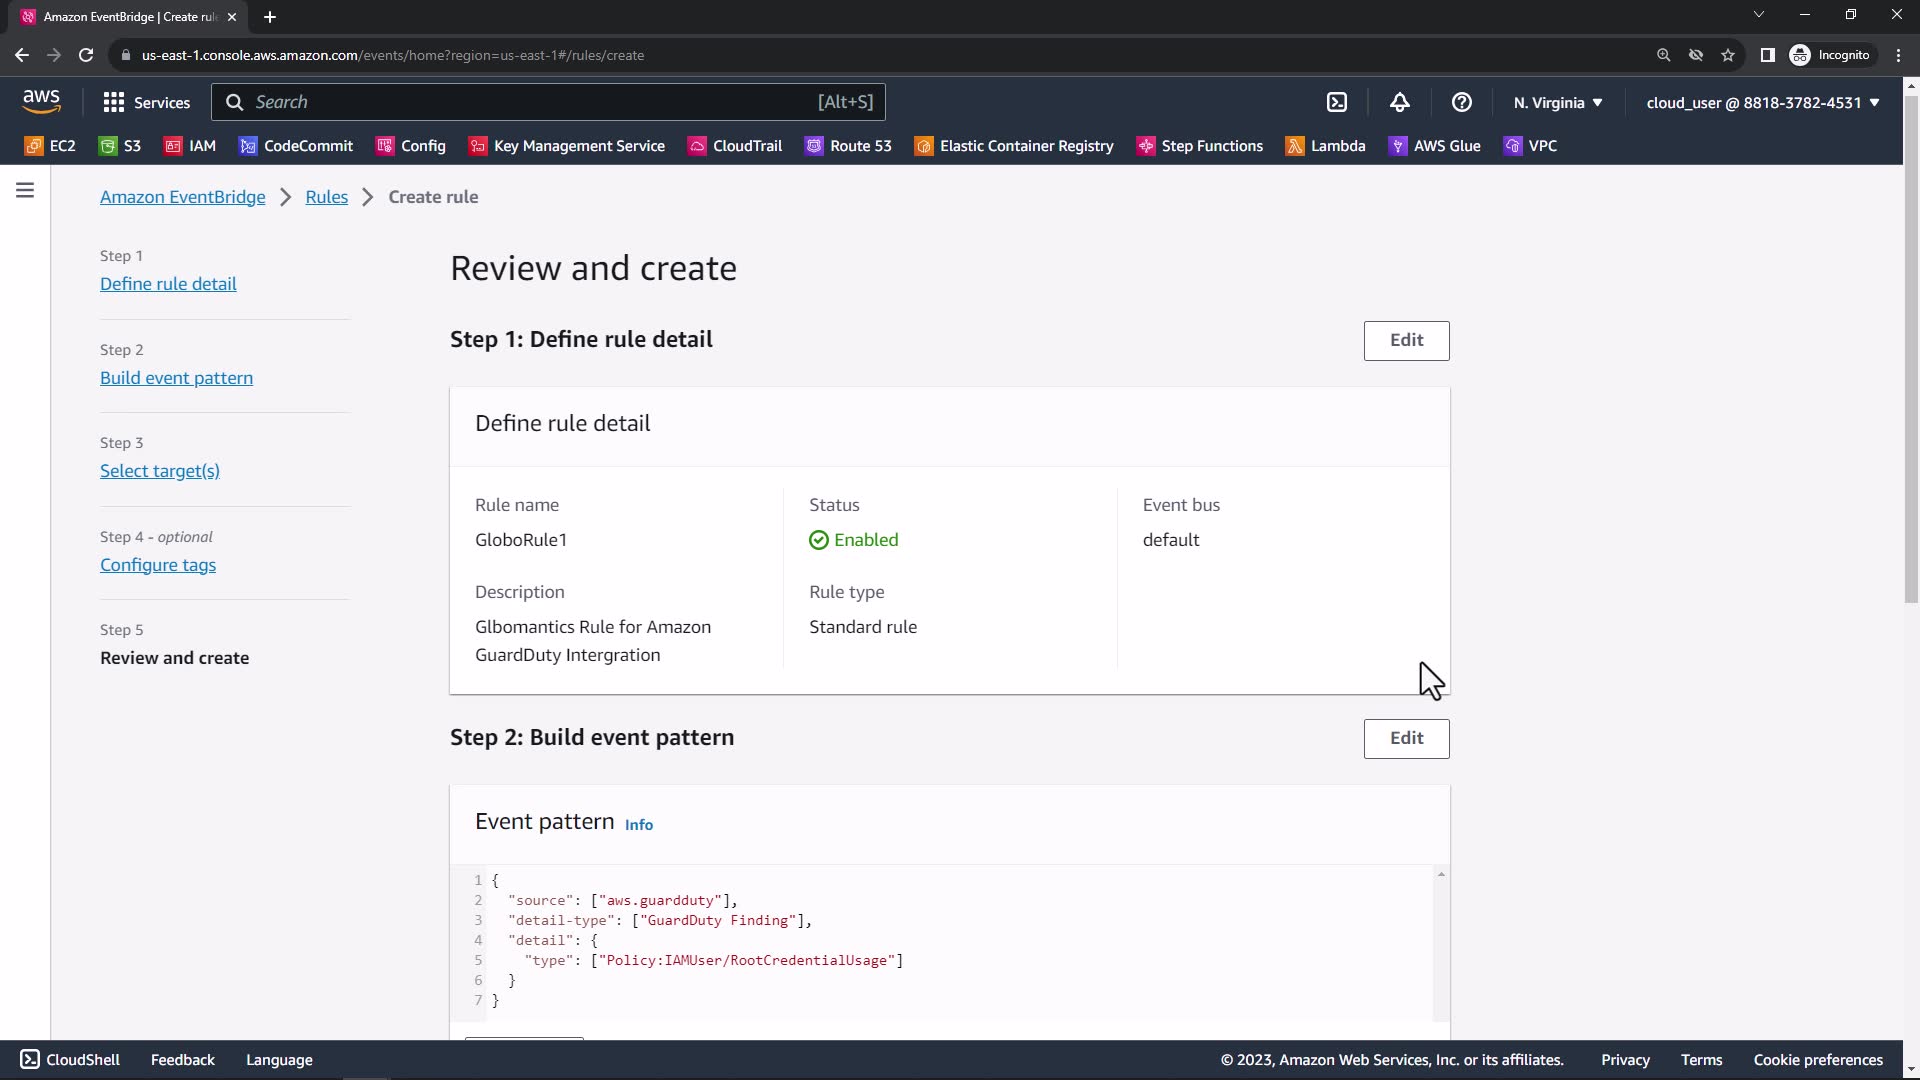 Amazon EventBridge | Create rule
us-east-1.console.aws.amazon.com/events/home?region=us-east-1#/rules/create
Incognito
aws
Services
Search
[Alt+S]
N. Virginia
cloud_user @ 8818-3782-4531
EC2
S3
IAM
CodeCommit
Config
Key Management Service
CloudTrail
Route 53
Elastic Container Registry
Step Functions
Lambda
AWS Glue
VPC
Amazon EventBridge
Rules
Create rule
Step 1
Define rule detail
Step 2
Build event pattern
Step 3
Select target(s)
Step 4 - optional
Configure tags
Step 5
Review and create
Review and create
Step 1: Define rule detail
Edit
Define rule detail
Rule name
GloboRule1
Status
Enabled
Event bus
default
Description
Glbomantics Rule for Amazon
GuardDuty Intergration
Rule type
Standard rule
Step 2: Build event pattern
Edit
Event pattern Info
1 {
2 "source": ["aws.guardduty"],
3 "detail-type": ["GuardDuty Finding"],
4 "detail": {
5 "type": ["Policy:IAMUser/RootCredentialUsage"]
6 }
7 }
CloudShell
Feedback
Language
© 2023, Amazon Web Services, Inc. or its affiliates.
Privacy
Terms
Cookie preferences